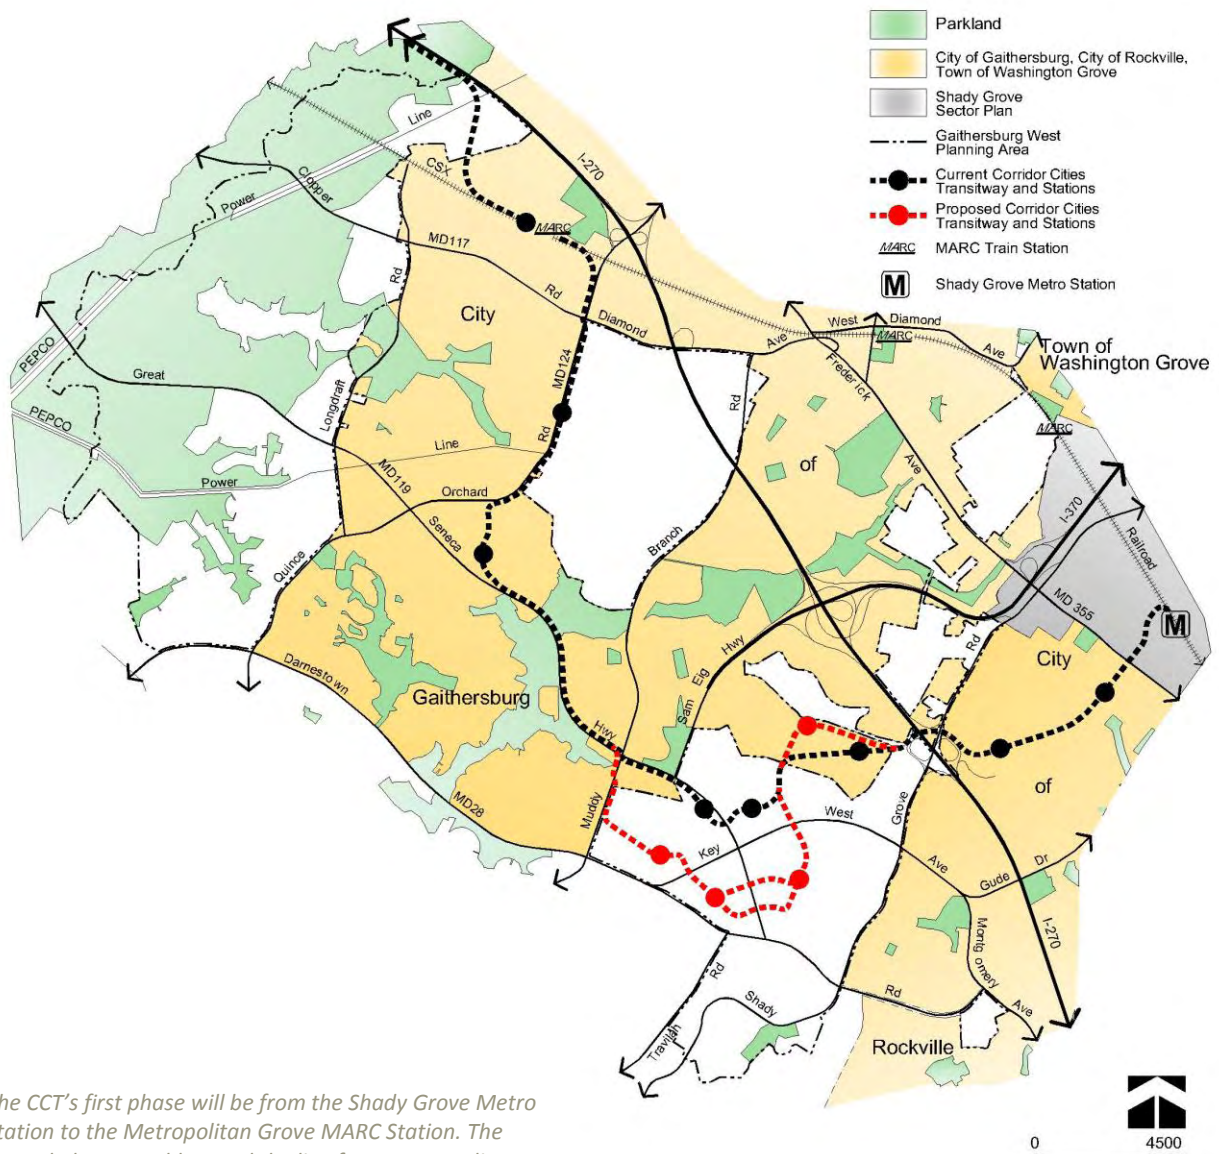 Parkland
City of Gaithersburg, City of Rockville,
Town of Washington Grove
Shady Grove
Sector Plan
Gaithersburg West
Planning Area
Current Corridor Cities
Transitway and Stations
Proposed Corridor Cities
Transitway and Stations
MARC
MARC Train Station
M
Shady Grove Metro Station
Line
CSX
I-270
Clopper
Power
MARC
MD117
Rd
Rd
City
Diamond
West
Diamond
Ave
MARC
Ave
Town of
Washington Grove
PEPCO
Great
Longdraft
MD124
Rd
Frederick
Rd
PEPCO
Line
of
Ave
MARC
Power
MD119
Orchard
Seneca
I-370
Railroad
Quince
Branch
MD 355
Rd
M
Darnestown
Gaithersburg
Hwy
Sam Eig
City
Hwy
MD28
Muddy
Grove
of
West
Key
Ave
Gude
Dr
Montgomery
I-270
Rd
Shady
Rd
Ave
Travilah
Rockville
he CCT's first phase will be from the Shady Grove Metro
tation to the Metropolitan Grove MARC Station. The
0
4500